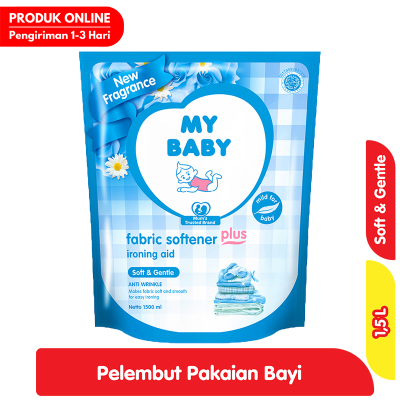 PRODUK ONLINE
Pengiriman 1-3 Hari
New
Fragrance
MY
BABY
Mum's
Trusted Brand
mild for
baby
fabric softener plus
ironing aid
Soft & Gentle
ANTI WRINKLE
Makes fabric soft and smooth
for easy ironing
Netto 1500 ml
Soft & Gentle
1,5L
Pelembut Pakaian Bayi